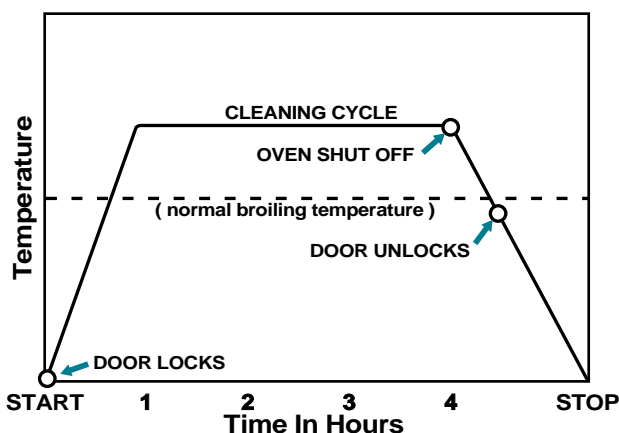 CLEANING CYCLE
OVEN SHUT OFF
( normal broiling temperature )
DOOR UNLOCKS
DOOR LOCKS
Temperature
START 1 2 3 4 STOP
Time In Hours